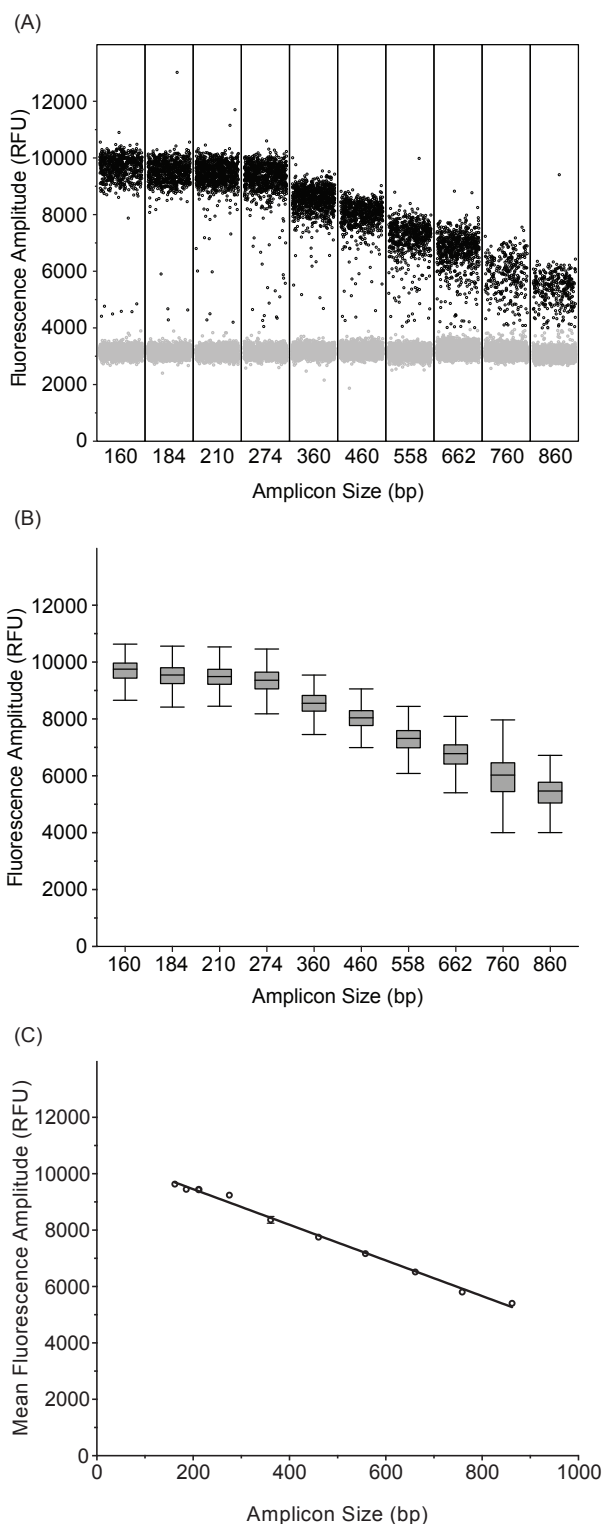 (A)
Fluorescence Amplitude (RFU)
12000
10000
8000
6000
4000
2000
0
160 184 210 274 360 460 558 662 760 860
Amplicon Size (bp)
(B)
Fluorescence Amplitude (RFU)
12000
10000
8000
6000
4000
2000
0
160 184 210 274 360 460 558 662 760 860
Amplicon Size (bp)
(C)
Mean Fluorescence Amplitude (RFU)
12000
10000
8000
6000
4000
2000
0
0 200 400 600 800 1000
Amplicon Size (bp)